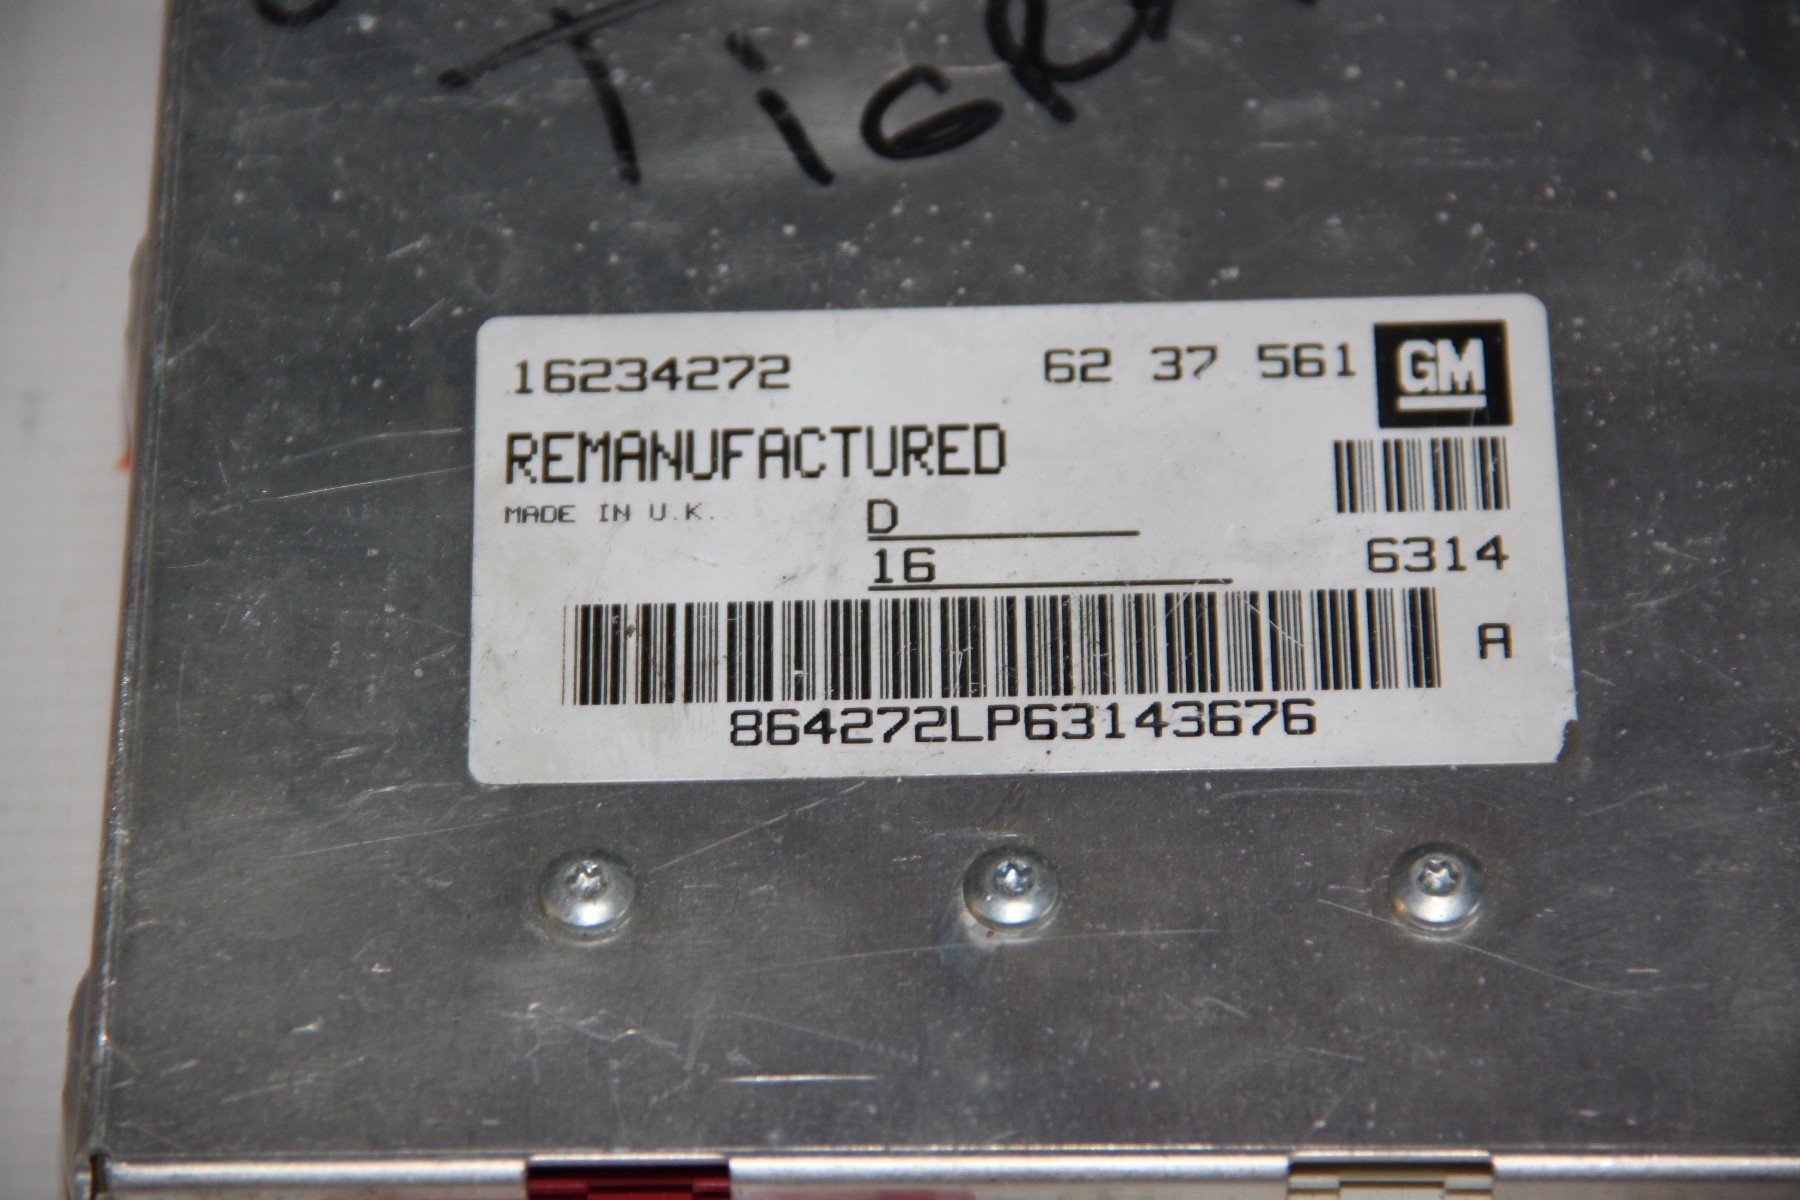 16234272 62 37 561 GM
REMANUFACTURED
MADE IN U.K. D
16 6314
A
864272LP63143676